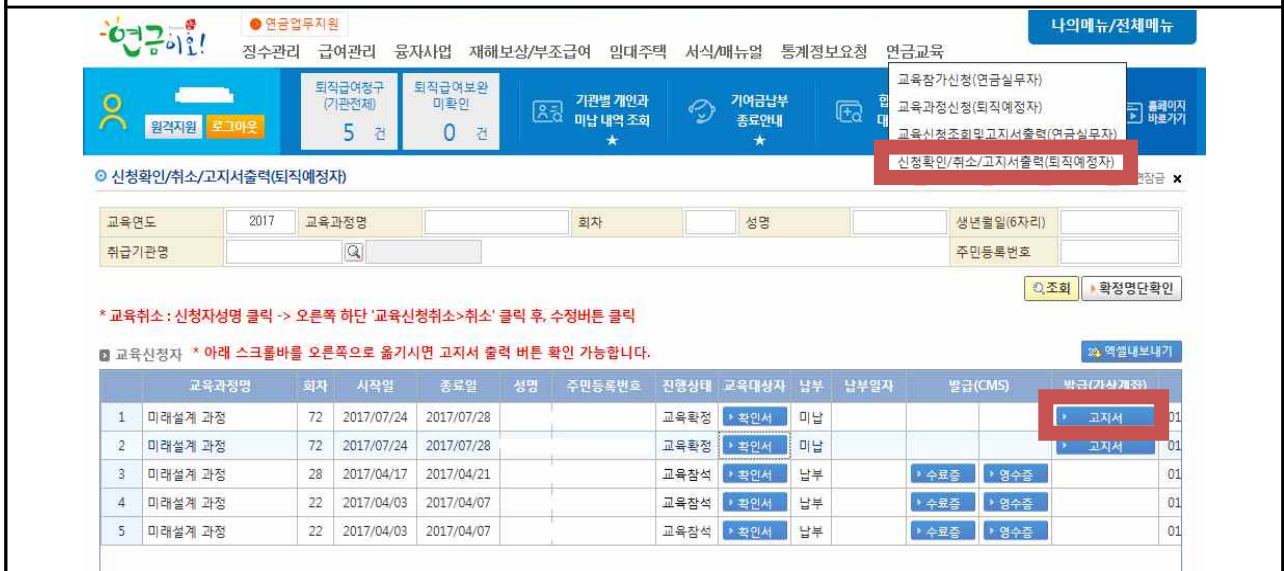 연금이요!
연금업무지원
나의메뉴/전체메뉴
징수관리 급여관리 융자사업 재해보상/부조급여 임대주택 서식/매뉴얼 통계정보요청 연금교육
교육참가신청(연금실무자)
교육과정신청(퇴직예정자)
교육신청조회및고지서출력(연금실무자)
신청확인/취소/고지서출력(퇴직예정자)
원격지원 로그아웃
퇴직급여청구
(기관전체)
5 건
퇴직급여보완
미확인
0 건
기관별 개인과
미납 내역 조회
★
기여금납부
종료안내
★
홈페이지
바로가기
신청확인/취소/고지서출력(퇴직예정자)
면잠금 ×
교육연도 2017 교육과정명 회차 성명 생년월일(6자리)
취급기관명 주민등록번호
조회 확정명단확인
* 교육취소 : 신청자성명 클릭 -> 오른쪽 하단 '교육신청취소>취소' 클릭 후, 수정버튼 클릭
교육신청자 * 아래 스크롤바를 오른쪽으로 옮기시면 고지서 출력 버튼 확인 가능합니다.
엑셀내보내기
교육과정명 회차 시작일 종료일 성명 주민등록번호 진행상태 교육대상자 납부 납부일자 발급(CMS) 발급(가상계좌)
1 미래설계 과정 72 2017/07/24 2017/07/28 교육확정 확인서 미납 고지서 01
2 미래설계 과정 72 2017/07/24 2017/07/28 교육확정 확인서 미납 고지서 01
3 미래설계 과정 28 2017/04/17 2017/04/21 교육참석 확인서 납부 수료증 영수증 01
4 미래설계 과정 22 2017/04/03 2017/04/07 교육참석 확인서 납부 수료증 영수증 01
5 미래설계 과정 22 2017/04/03 2017/04/07 교육참석 확인서 납부 수료증 영수증 01